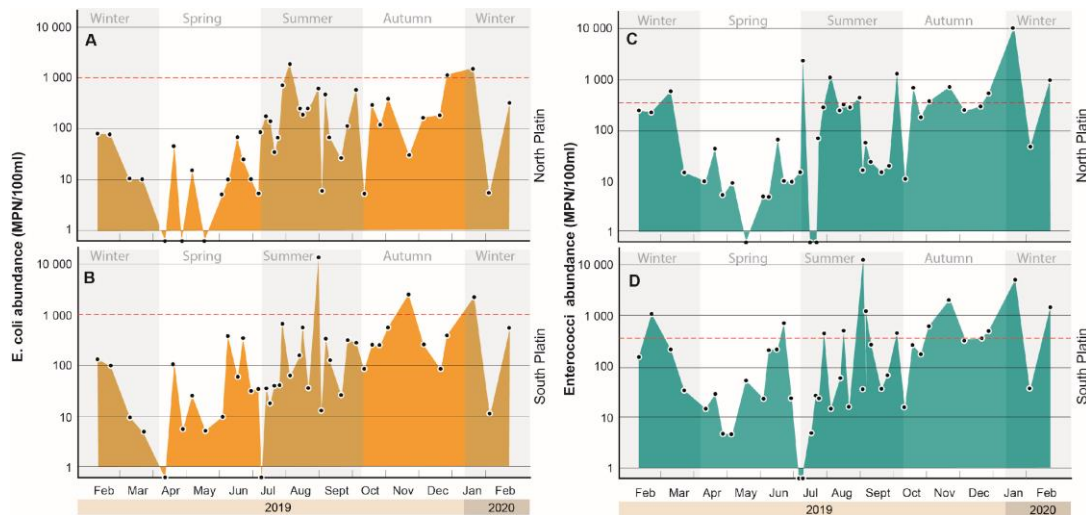 Winter Spring Summer Autumn Winter
A
10 000
1 000
100
10
1
North Platin
Winter Spring Summer Autumn Winter
B
10 000
1 000
100
10
1
South Platin
E. coli abundance (MPN/100ml)
Feb Mar Apr May Jun Jul Aug Sept Oct Nov Dec Jan Feb
2019 2020
Winter Spring Summer Autumn Winter
C
10 000
1 000
100
10
1
North Platin
Winter Spring Summer Autumn Winter
D
10 000
1 000
100
10
1
South Platin
Enterococci abundance (MPN/100ml)
Feb Mar Apr May Jun Jul Aug Sept Oct Nov Dec Jan Feb
2019 2020